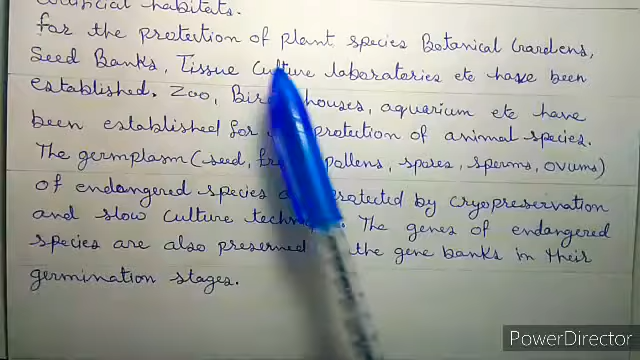 artificial habitats.
For the protection of plant species Botanical Gardens,
Seed Banks, Tissue Culture laboratories etc have been
established. Zoo, Bird houses, aquarium etc have
been established for protection of animal species.
The germplasm (seed, pollens, spores, sperms, ovums)
of endangered species protected by cryopreservation
and slow culture The genes of endangered
species are also preserved the gene banks in their
germination stages.
PowerDirector